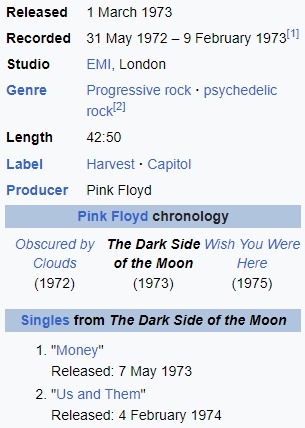 Released 1 March 1973
Recorded 31 May 1972 – 9 February 1973[1]
Studio EMI, London
Genre Progressive rock · psychedelic
rock[2]
Length 42:50
Label Harvest · Capitol
Producer Pink Floyd
Pink Floyd chronology
Obscured by The Dark Side Wish You Were
Clouds of the Moon Here
(1972) (1973) (1975)
Singles from The Dark Side of the Moon
1. "Money"
Released: 7 May 1973
2. "Us and Them"
Released: 4 February 1974